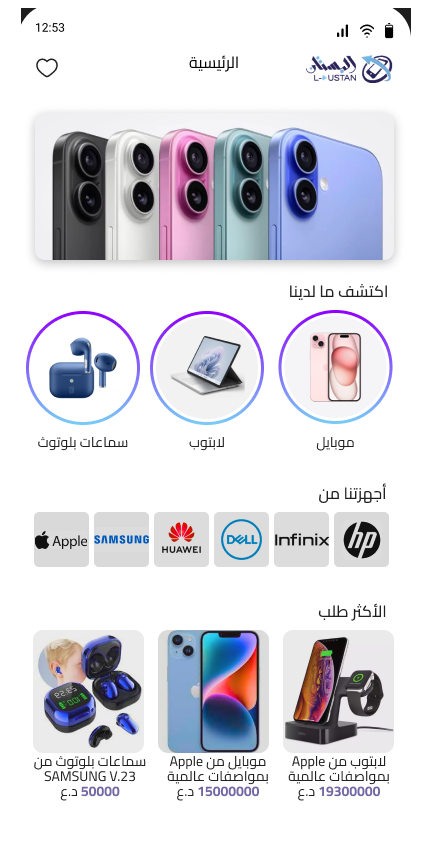 12:53
الرئيسية
البستان
L USTAN
اكتشف ما لدينا
موبايل
لابتوب
سماعات بلوتوث
أجهزتنا من
hp
Infinix
DELL
HUAWEI
SAMSUNG
Apple
الأكثر طلب
لابتوب من Apple
بمواصفات عالمية
19300000 د.ع
موبايل من Apple
بمواصفات عالمية
15000000 د.ع
سماعات بلوتوث من
SAMSUNG V.23
50000 د.ع